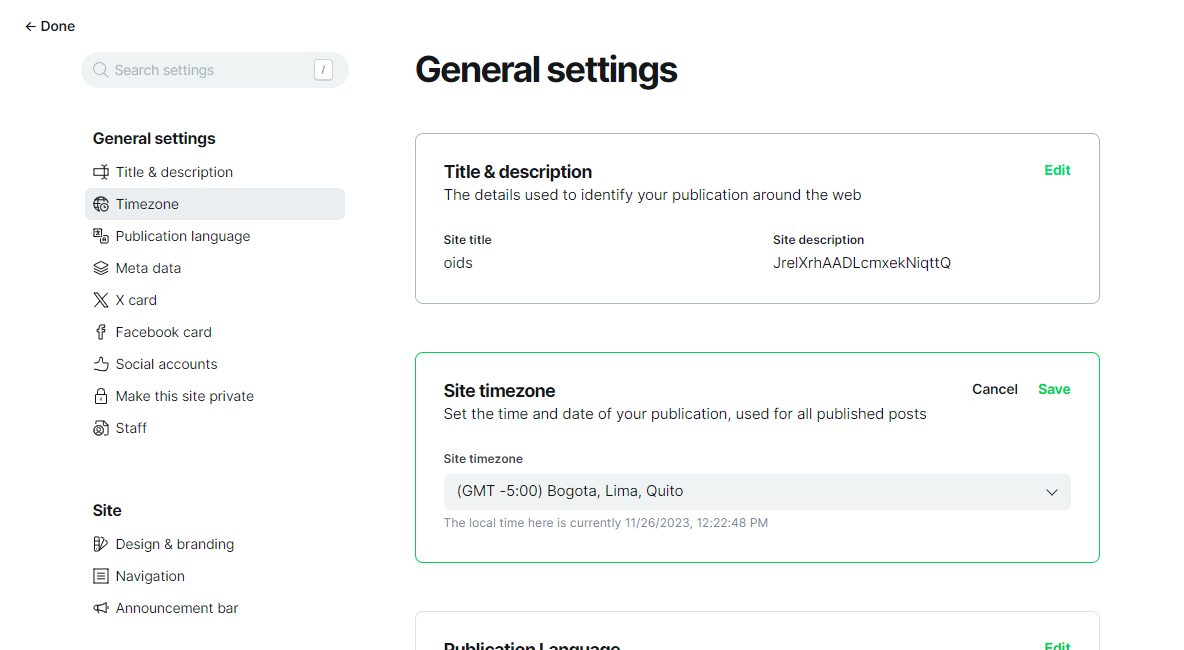 ← Done
Search settings /
General settings
Title & description
Timezone
Publication language
Meta data
X card
Facebook card
Social accounts
Make this site private
Staff
Site
Design & branding
Navigation
Announcement bar
General settings
Title & description Edit
The details used to identify your publication around the web
Site title Site description
oids JrelXrhAADLcmxekNiqttQ
Site timezone Cancel Save
Set the time and date of your publication, used for all published posts
Site timezone
(GMT -5:00) Bogota, Lima, Quito
The local time here is currently 11/26/2023, 12:22:48 PM
Publication Language Edit